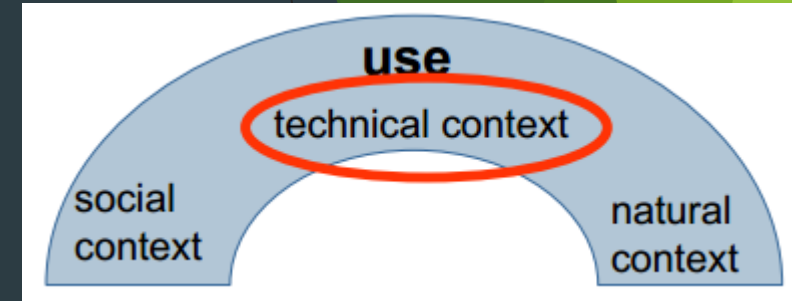 use
technical context
social
context
natural
context